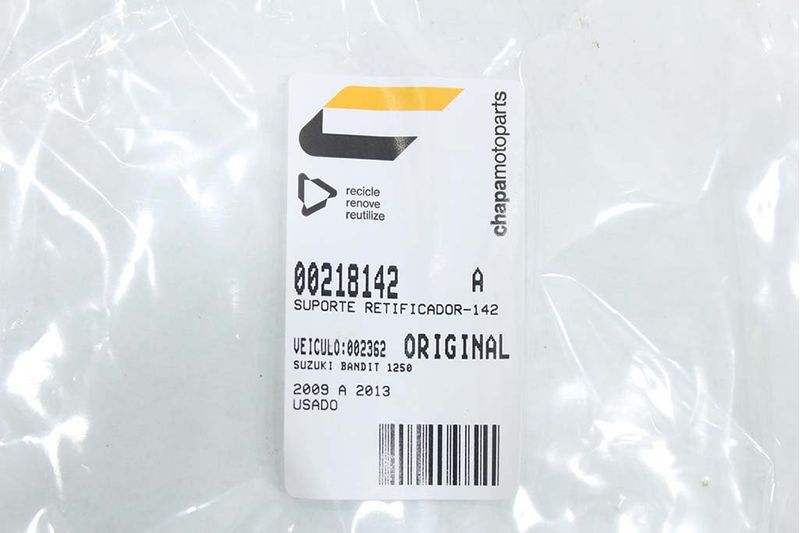 chapamotoparts
recicle
renove
reutilize
00218142 A
SUPORTE RETIFICADOR-142
VEICULO:002362 ORIGINAL
SUZUKI BANDIT 1250
2009 A 2013
USADO